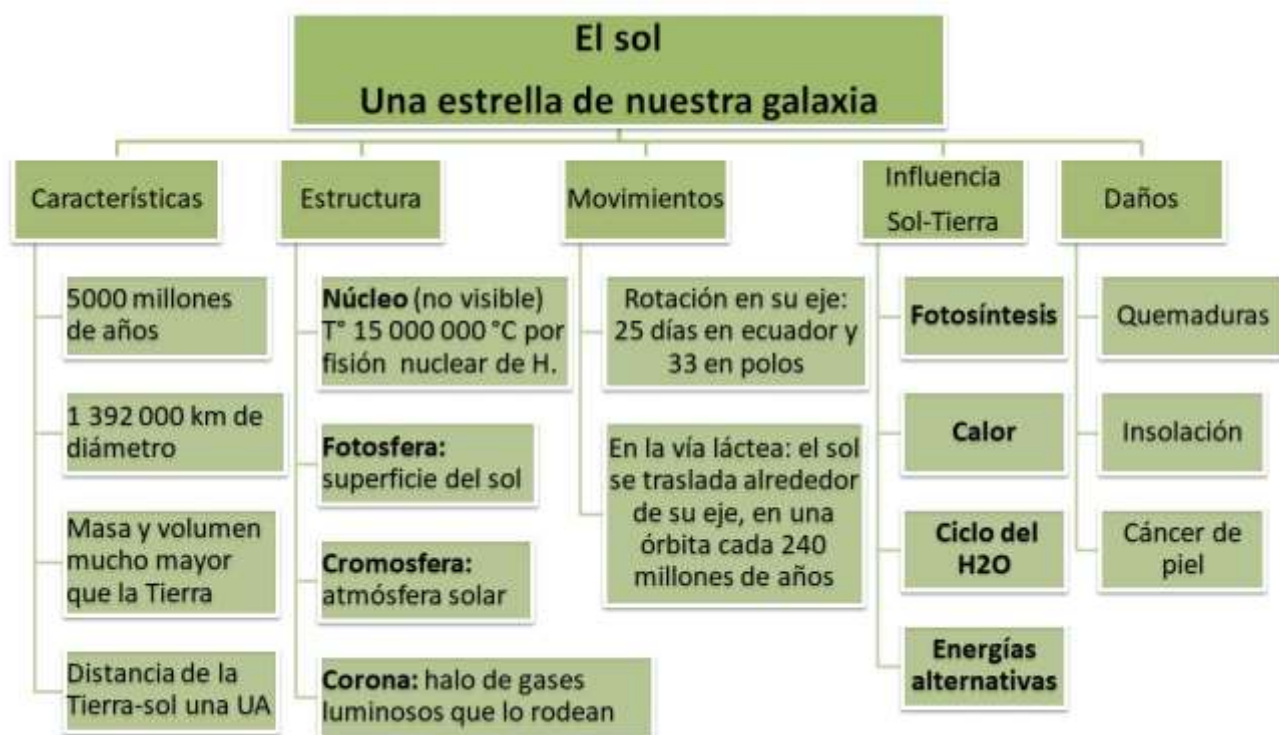 El sol
Una estrella de nuestra galaxia
Características
5000 millones
de años
1 392 000 km de
diámetro
Masa y volumen
mucho mayor
que la Tierra
Distancia de la
Tierra-sol una UA
Estructura
Núcleo (no visible)
T° 15 000 000 °C por
fisión nuclear de H.
Fotosfera:
superficie del sol
Cromosfera:
atmósfera solar
Corona: halo de gases
luminosos que lo rodean
Movimientos
Rotación en su eje:
25 días en ecuador y
33 en polos
En la vía láctea: el sol
se traslada alrededor
de su eje, en una
órbita cada 240
millones de años
Influencia
Sol-Tierra
Fotosíntesis
Calor
Ciclo del
H2O
Energías
alternativas
Daños
Quemaduras
Insolación
Cáncer de
piel